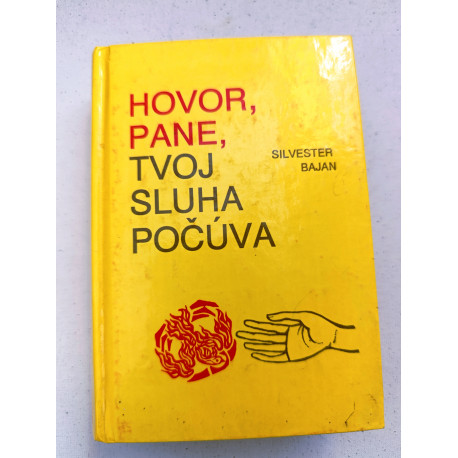 HOVOR,
PANE,
TVOJ
SLUHA
POČÚVA
SILVESTER
BAJAN